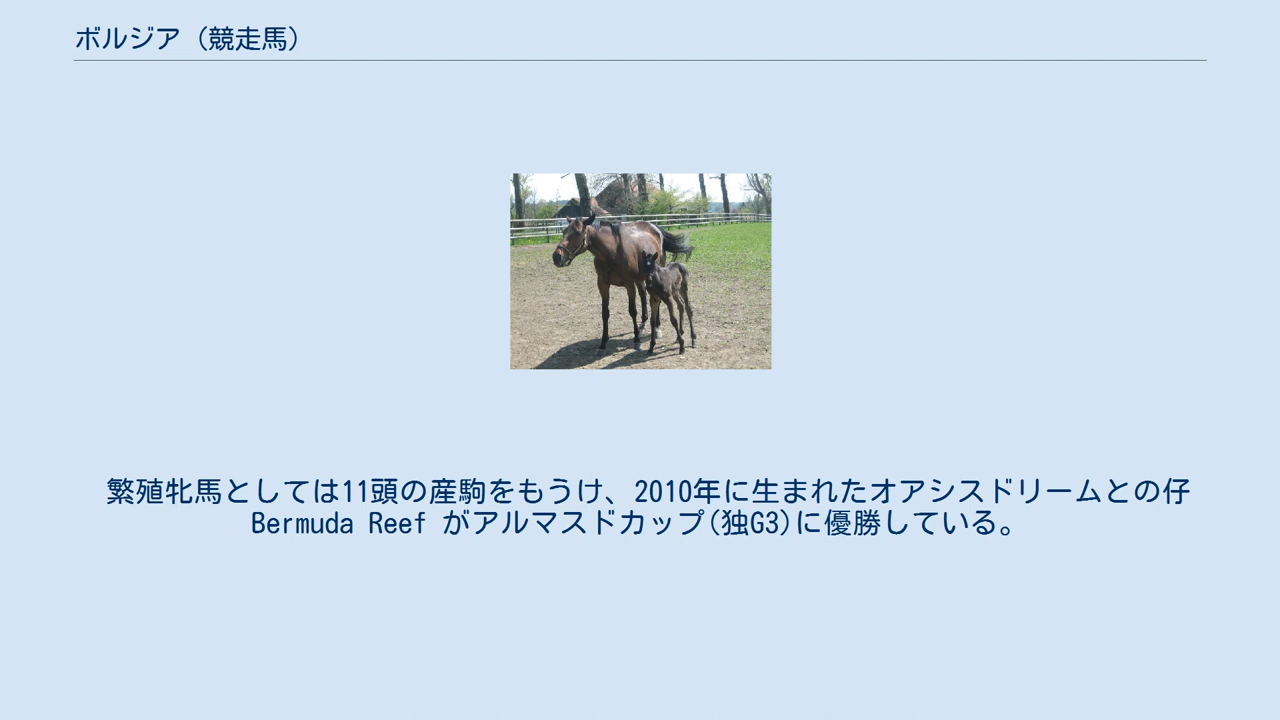 ボルジア (競走馬)
繁殖牝馬としては11頭の産駒をもうけ、2010年に生まれたオアシスドリームとの仔
Bermuda Reef がアルマスドカップ(独G3)に優勝している。